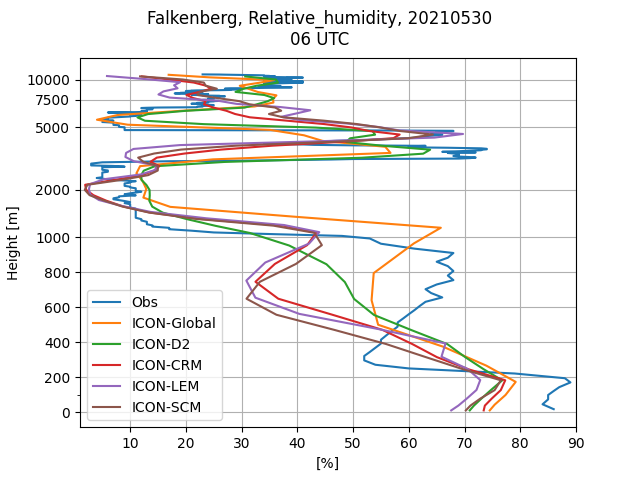 Falkenberg, Relative_humidity, 20210530
06 UTC
10000
7500
5000
2000
1000
800
600
400
200
0
Height [m]
Obs
ICON-Global
ICON-D2
ICON-CRM
ICON-LEM
ICON-SCM
10 20 30 40 50 60 70 80 90
[%]